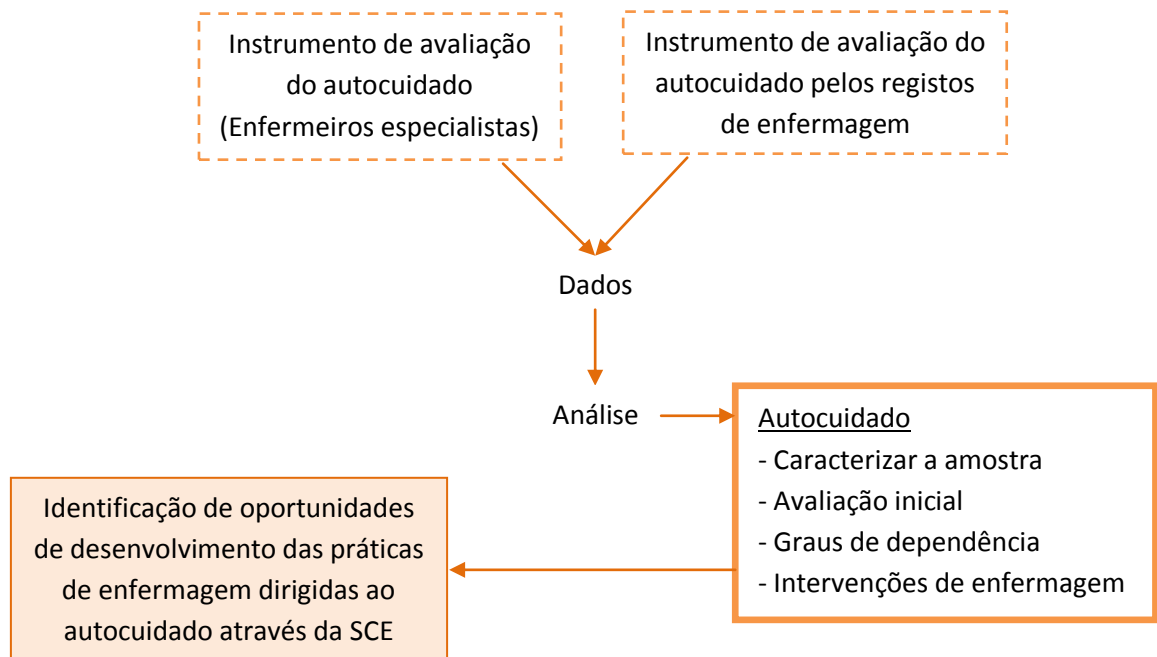 Instrumento de avaliação
do autocuidado
(Enfermeiros especialistas)
Instrumento de avaliação do
autocuidado pelos registos
de enfermagem
Dados
Análise
Autocuidado
- Caracterizar a amostra
- Avaliação inicial
- Graus de dependência
- Intervenções de enfermagem
Identificação de oportunidades
de desenvolvimento das práticas
de enfermagem dirigidas ao
autocuidado através da SCE